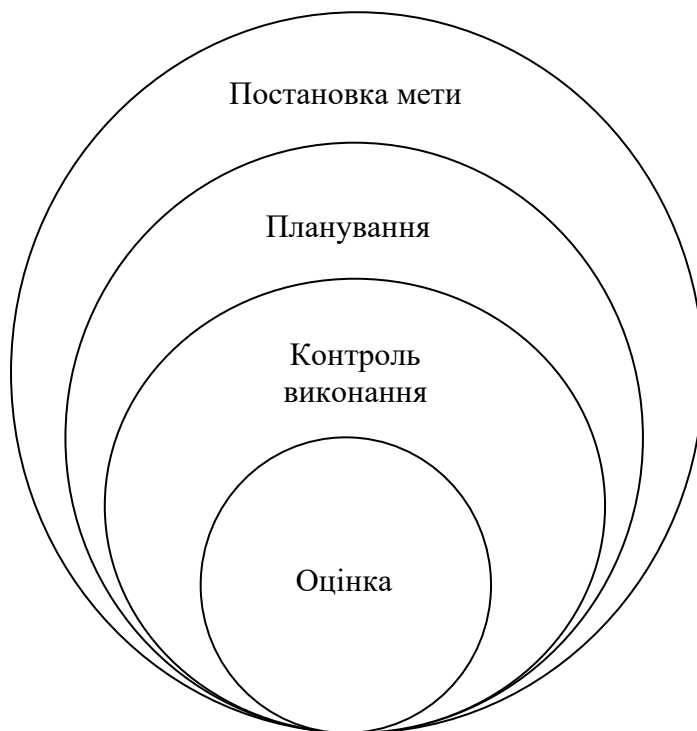 Постановка мети
Планування
Контроль
виконання
Оцінка